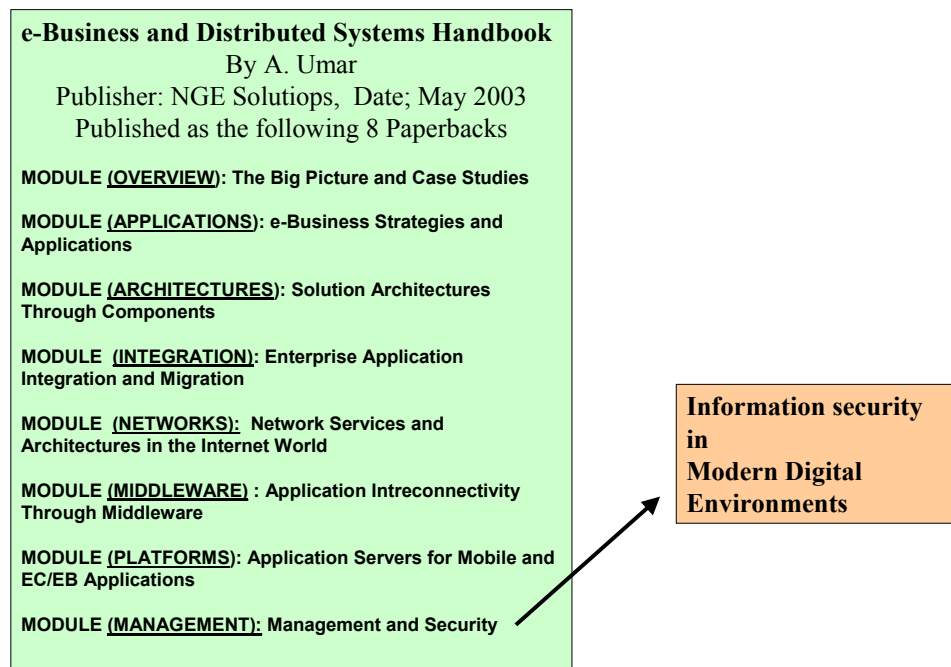 e-Business and Distributed Systems Handbook
By A. Umar
Publisher: NGE Solutiops, Date; May 2003
Published as the following 8 Paperbacks
MODULE (OVERVIEW): The Big Picture and Case Studies
MODULE (APPLICATIONS): e-Business Strategies and
Applications
MODULE (ARCHITECTURES): Solution Architectures
Through Components
MODULE (INTEGRATION): Enterprise Application
Integration and Migration
MODULE (NETWORKS): Network Services and
Architectures in the Internet World
MODULE (MIDDLEWARE) : Application Intreconnectivity
Through Middleware
MODULE (PLATFORMS): Application Servers for Mobile and
EC/EB Applications
MODULE (MANAGEMENT): Management and Security
Information security
in
Modern Digital
Environments